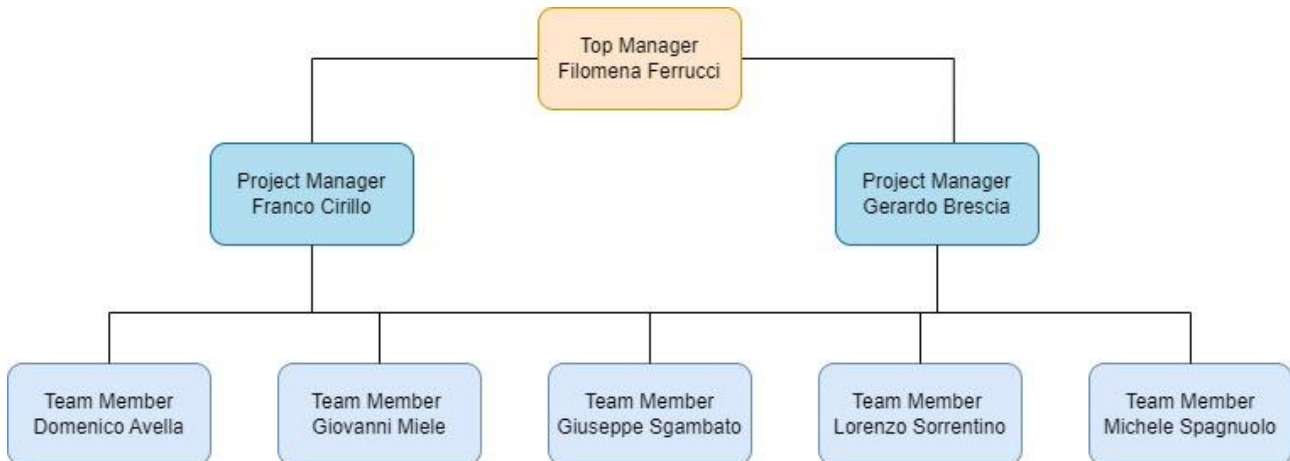 Top Manager
Filomena Ferrucci
Project Manager
Franco Cirillo
Project Manager
Gerardo Brescia
Team Member
Domenico Avella
Team Member
Giovanni Miele
Team Member
Giuseppe Sgambato
Team Member
Lorenzo Sorrentino
Team Member
Michele Spagnuolo